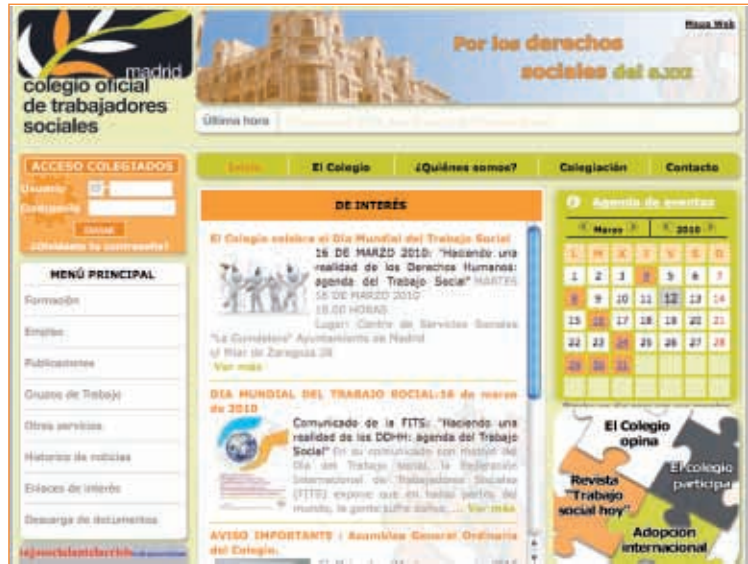 Mapa Web
madrid
colegio oficial
de trabajadores
sociales
Por los derechos
sociales del s.XXI
Última hora
ACCESO COLEGIADOS
Usuario
Contraseña
ENVIAR
¿Olvidaste tu contraseña?
Inicio
El Colegio
¿Quiénes somos?
Colegiación
Contacto
MENÚ PRINCIPAL
Formación
Empleo
Publicaciones
Grupos de Trabajo
Otros servicios
Historico de noticias
Enlaces de interés
Descarga de documentos
DE INTERÉS
El Colegio celebra el Día Mundial del Trabajo Social
16 DE MARZO 2010: "Haciendo una
realidad de los Derechos Humanos:
agenda del Trabajo Social" MARTES
16 DE MARZO 2010
18.00 HORAS
Lugar: Centro de Servicios Sociales
Ayuntamiento de Madrid
Ver más
DIA MUNDIAL DEL TRABAJO SOCIAL:16 de marzo
de 2010
Comunicado de la FITS: "Haciendo una
realidad de los DDHH: agenda del Trabajo
Social" En su comunicado con motivo del
Día del Trabajo Social, la Federación
Internacional de Trabajadores Sociales
(FITS) expone que en todas partes del
mundo, la gente sufre daños, ... Ver más
AVISO IMPORTANTE : Asamblea General Ordinaria
del Colegio.
Agenda de eventos
Marzo 2010
L M X J V S D
1 2 3 4 5 6 7
8 9 10 11 12 13 14
15 16 17 18 19 20 21
22 23 24 25 26 27 28
29 30 31
El Colegio
opina
El colegio
participa
Revista
"Trabajo
social hoy"
Adopción
internacional